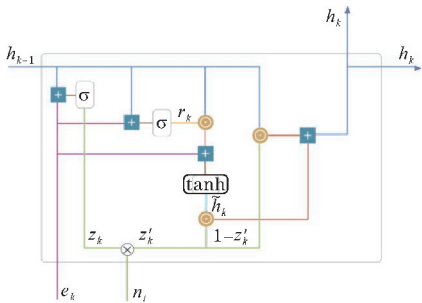 h_k
h_{k-1}
h_k
+
σ
+
σ
r_k
+
+
tanh
h̃_k
z_k
z'_k
1-z'_k
e_k
n_i